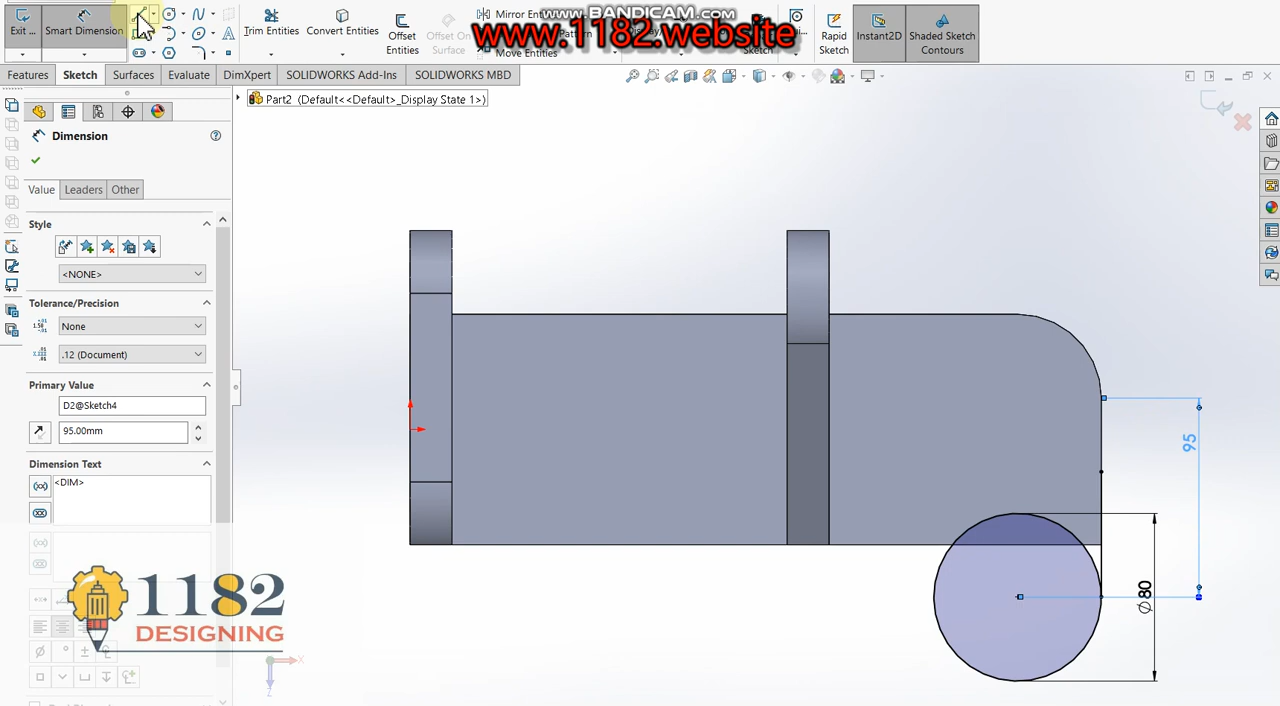 www.BANDICAM.com
www.1182.website
Exit ...
Smart Dimension
Trim Entities
Convert Entities
Offset Entities
Offset On Surface
Mirror Enti
Move Entities
Sketch
Rapid Sketch
Instant2D
Shaded Sketch Contours
Features
Sketch
Surfaces
Evaluate
DimXpert
SOLIDWORKS Add-Ins
SOLIDWORKS MBD
Part2 (Default<<Default>_Display State 1>)
Dimension
Value
Leaders
Other
Style
<NONE>
Tolerance/Precision
None
.12 (Document)
Primary Value
D2@Sketch4
95.00mm
Dimension Text
<DIM>
95
Ø80
1182
DESIGNING